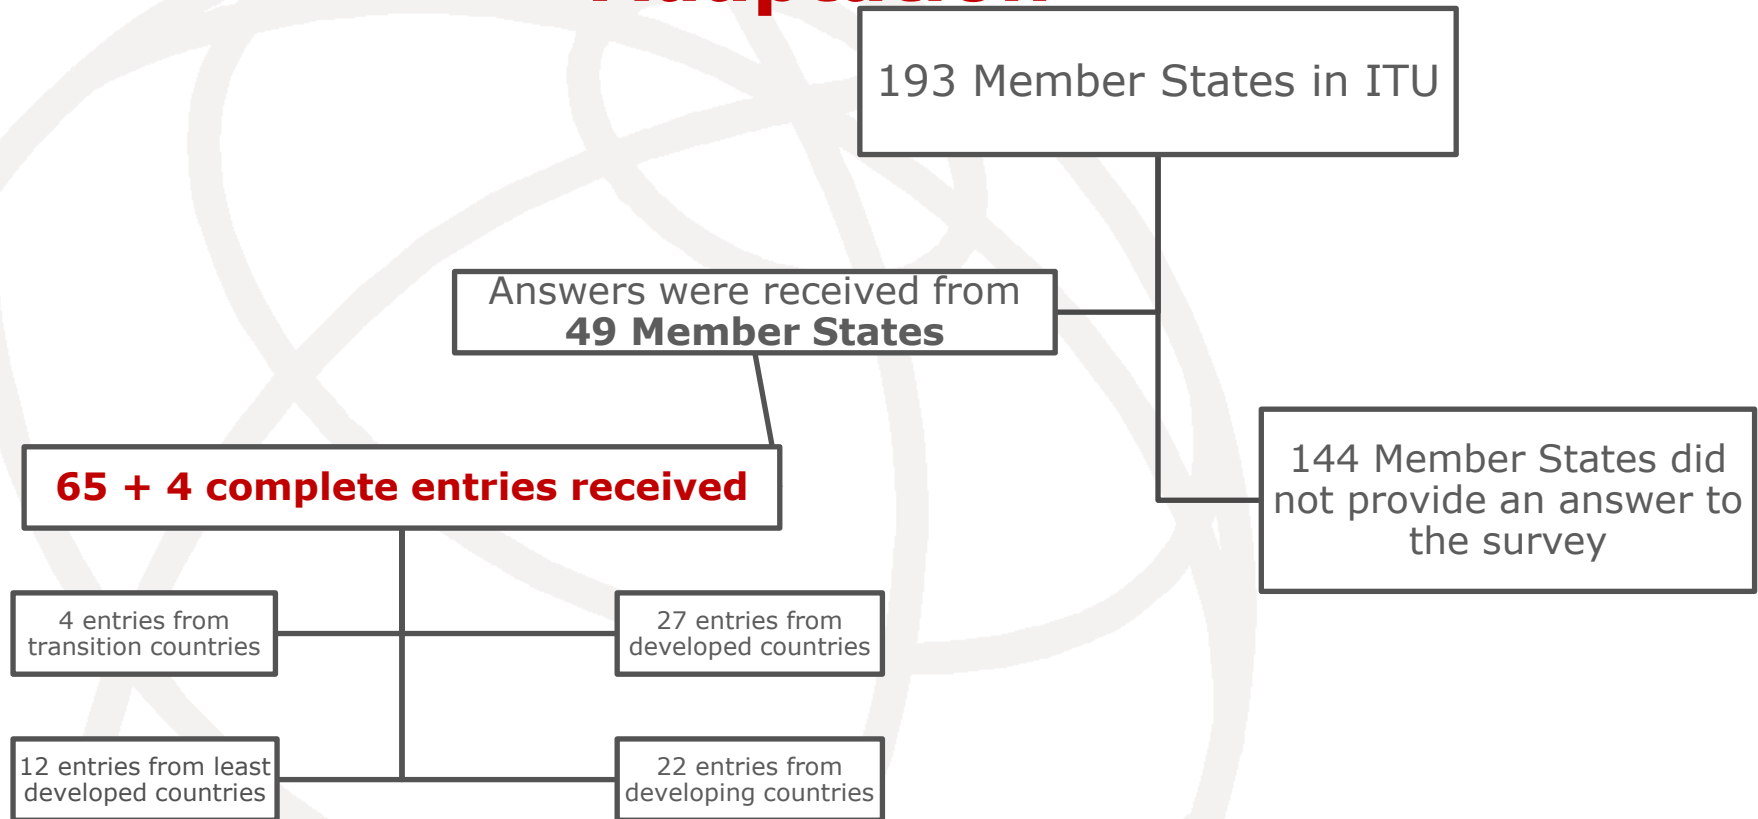 Adaptation
193 Member States in ITU
Answers were received from
49 Member States
65 + 4 complete entries received
144 Member States did
not provide an answer to
the survey
4 entries from
transition countries
27 entries from
developed countries
12 entries from least
developed countries
22 entries from
developing countries